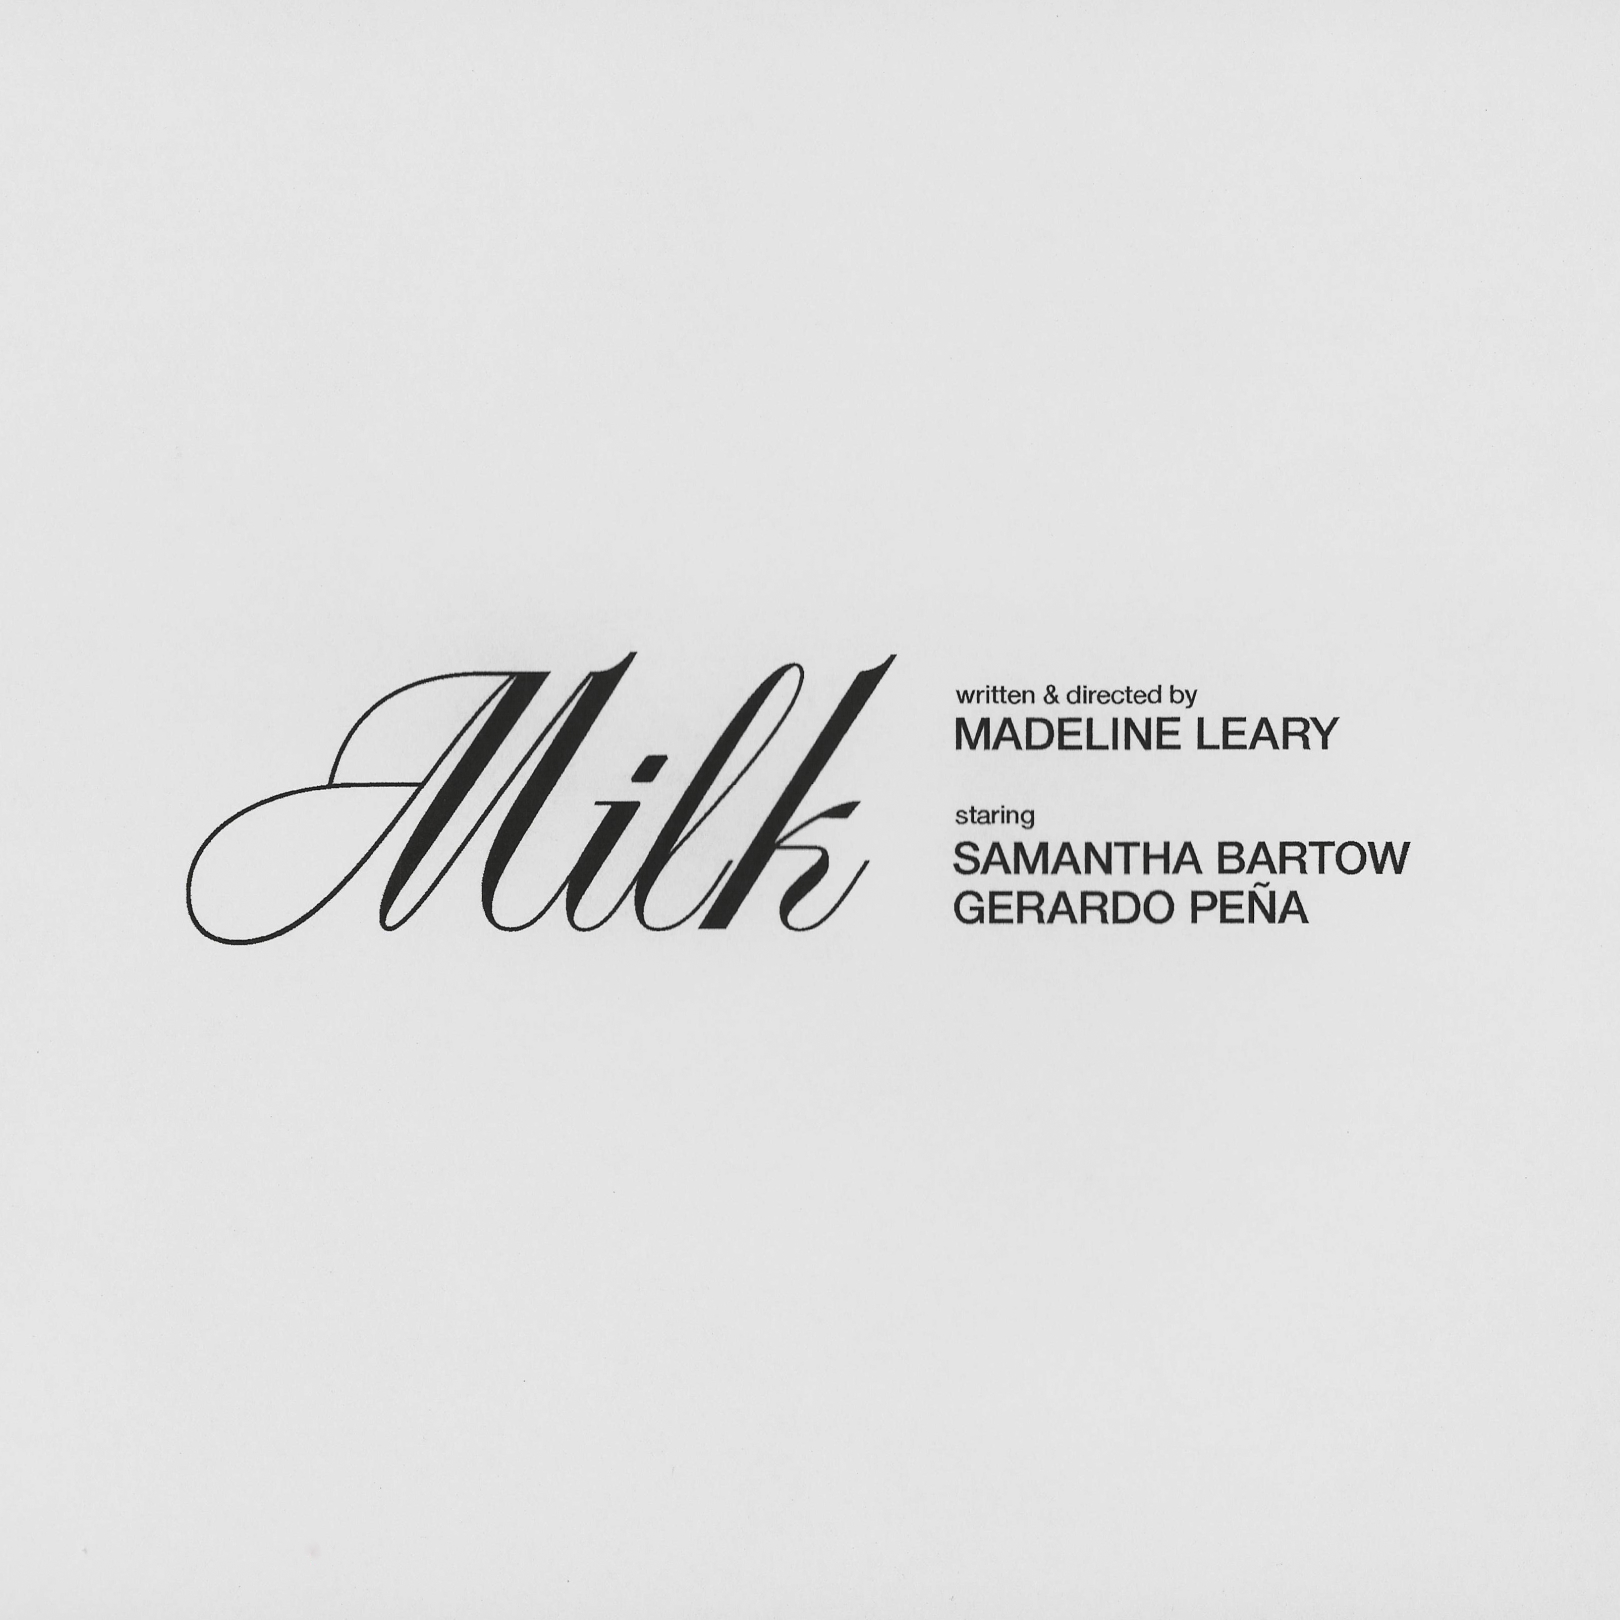 Milk
written & directed by
MADELINE LEARY
staring
SAMANTHA BARTOW
GERARDO PEÑA